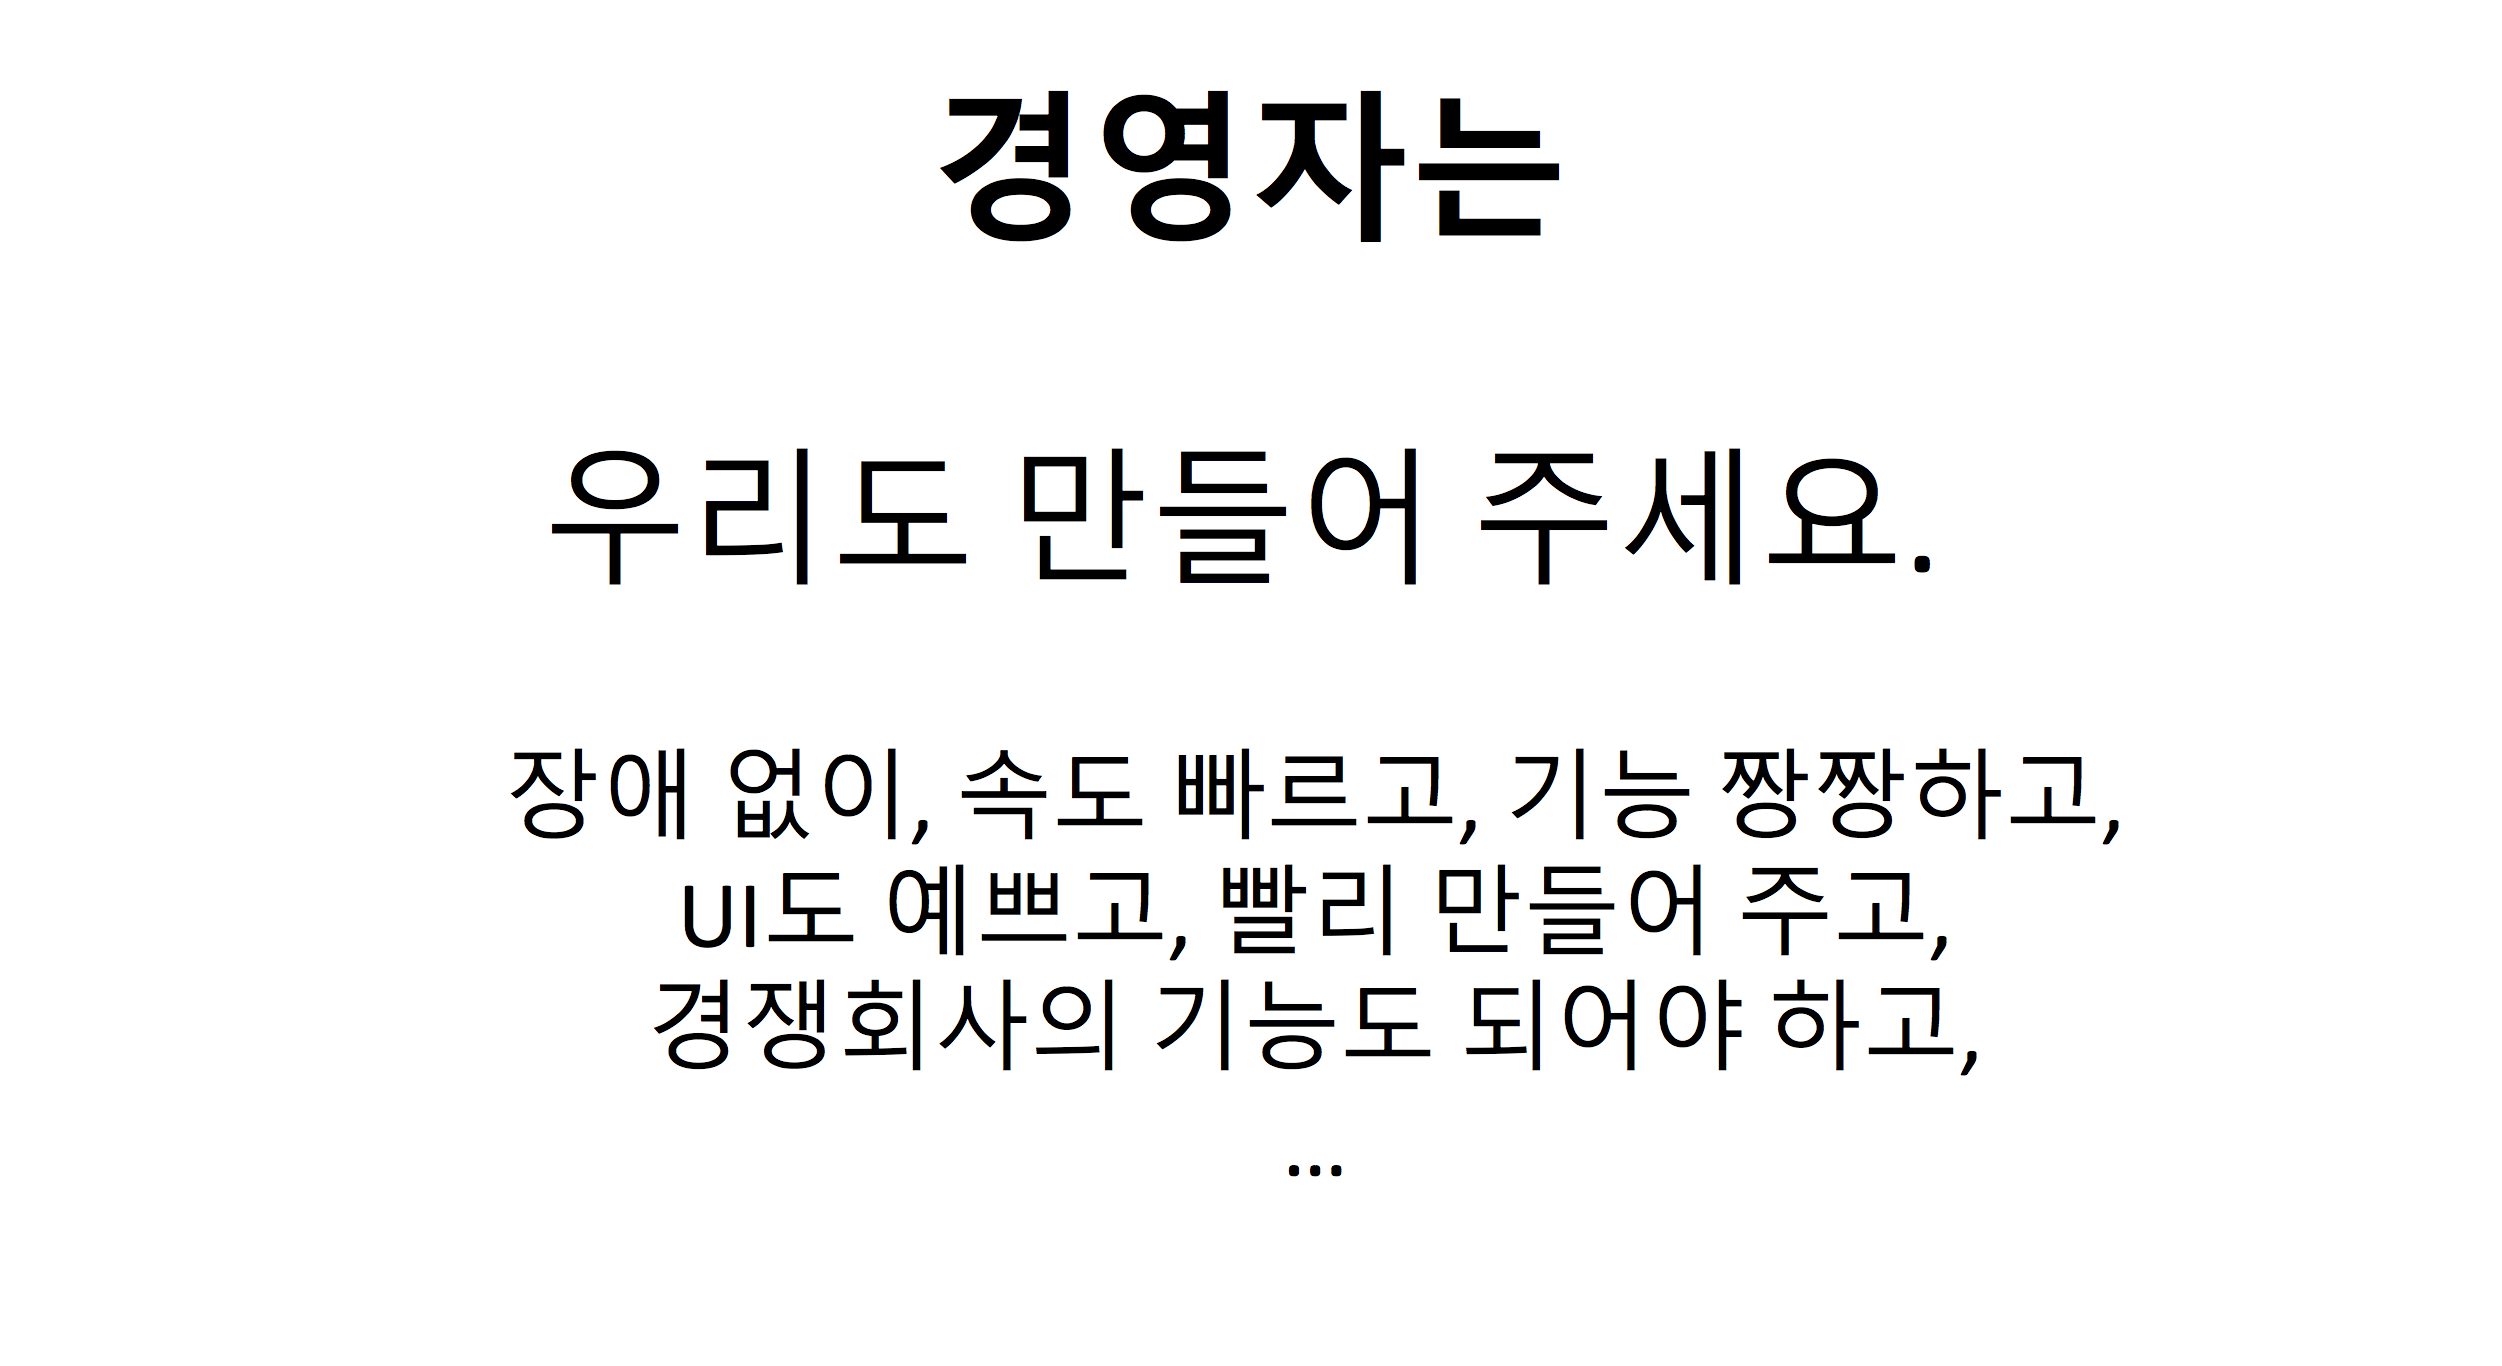 경영자는
우리도 만들어 주세요.
장애 없이, 속도 빠르고, 기능 짱짱하고,
UI도 예쁘고, 빨리 만들어 주고,
경쟁회사의 기능도 되어야 하고,
...